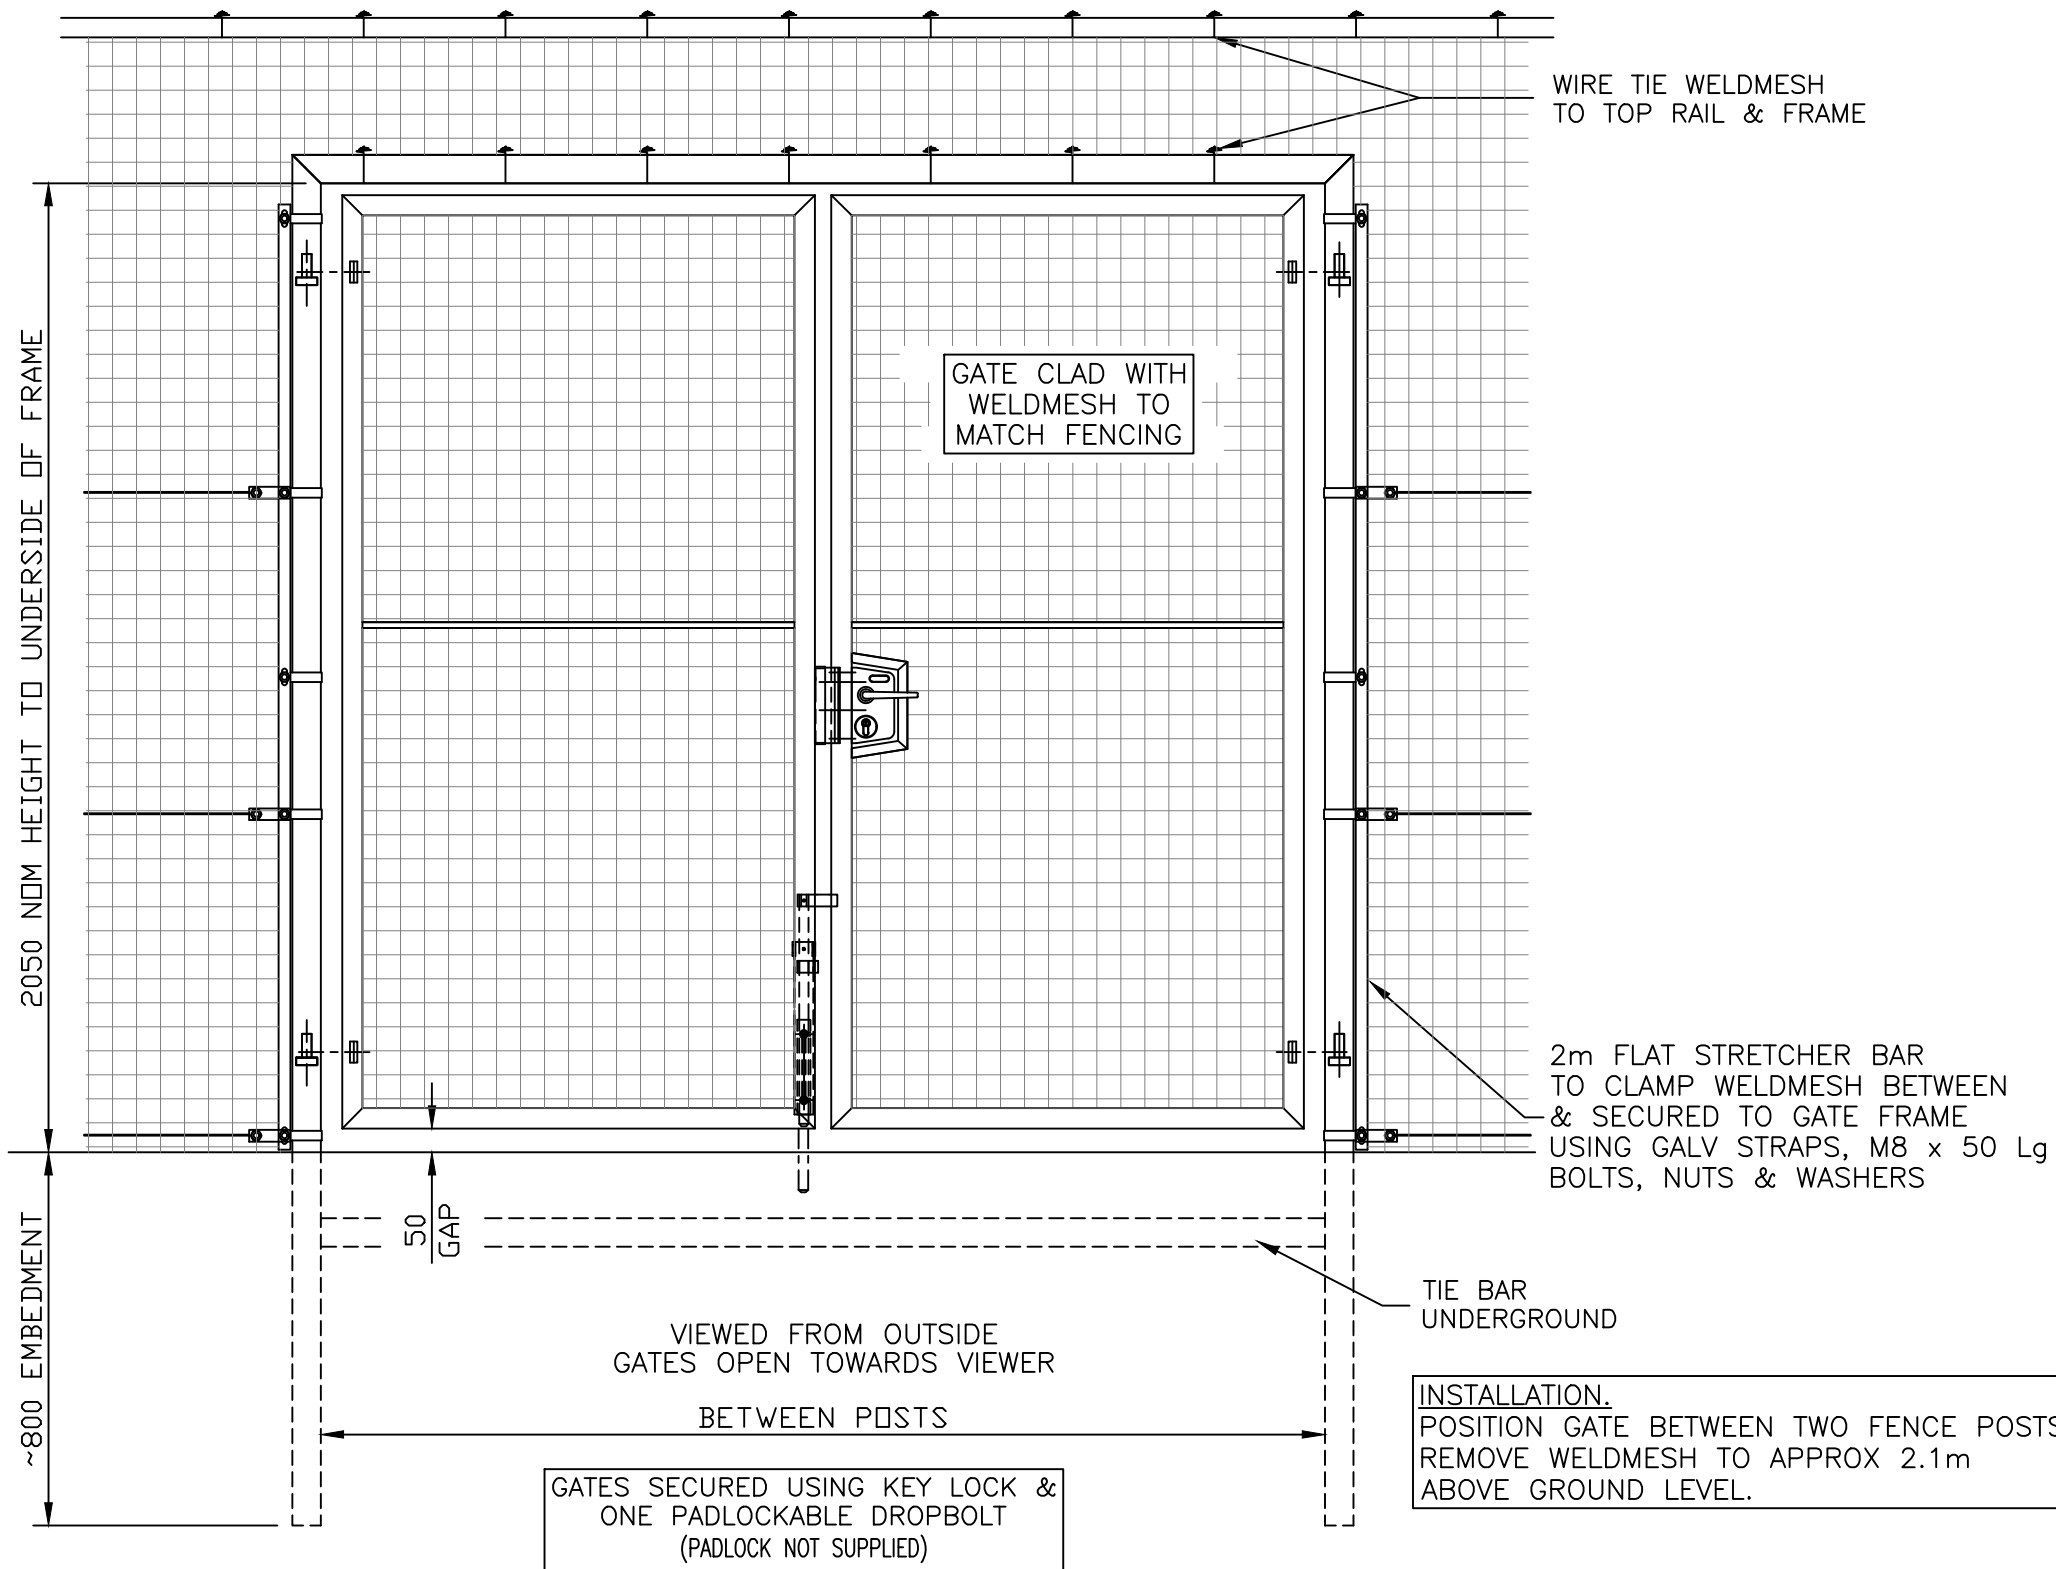 WIRE TIE WELDMESH
TO TOP RAIL & FRAME
GATE CLAD WITH
WELDMESH TO
MATCH FENCING
2050 NOM HEIGHT TO UNDERSIDE OF FRAME
2m FLAT STRETCHER BAR
TO CLAMP WELDMESH BETWEEN
& SECURED TO GATE FRAME
USING GALV STRAPS, M8 x 50 Lg
BOLTS, NUTS & WASHERS
~800 EMBEDMENT
50
GAP
TIE BAR
UNDERGROUND
VIEWED FROM OUTSIDE
GATES OPEN TOWARDS VIEWER
BETWEEN POSTS
INSTALLATION.
POSITION GATE BETWEEN TWO FENCE POSTS
REMOVE WELDMESH TO APPROX 2.1m
ABOVE GROUND LEVEL.
GATES SECURED USING KEY LOCK &
ONE PADLOCKABLE DROPBOLT
(PADLOCK NOT SUPPLIED)